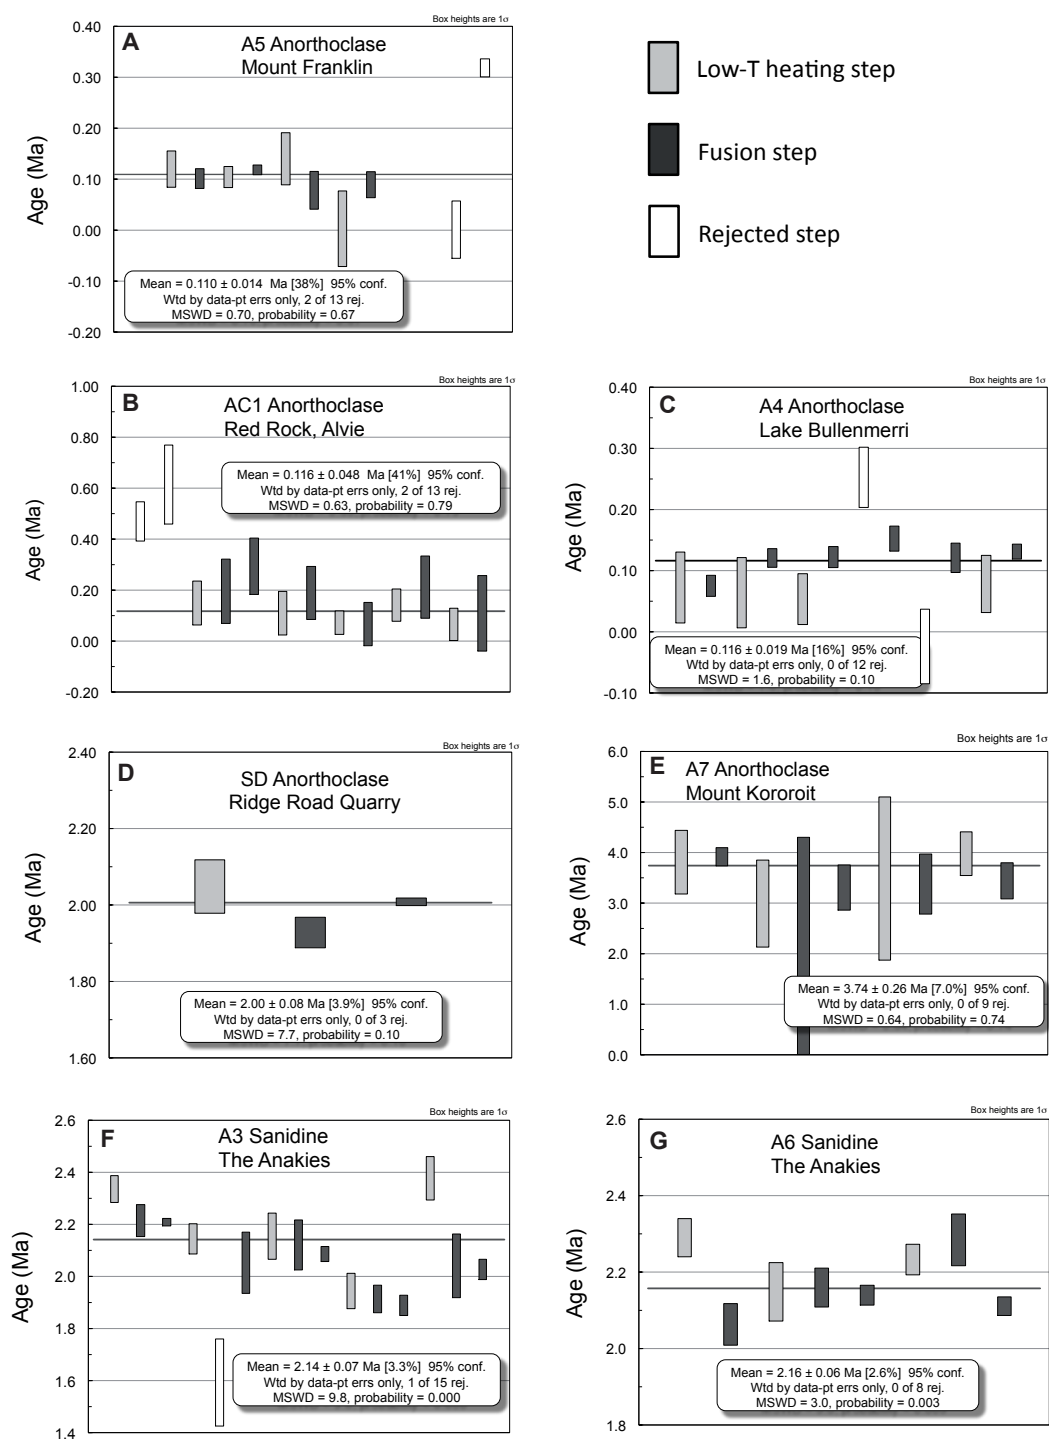 Box heights are 1σ
A
A5 Anorthoclase
Mount Franklin
0.40
0.30
0.20
0.10
0.00
-0.10
-0.20
Age (Ma)
Mean = 0.110 ± 0.014 Ma [38%] 95% conf.
Wtd by data-pt errs only, 2 of 13 rej.
MSWD = 0.70, probability = 0.67
Low-T heating step
Fusion step
Rejected step
Box heights are 1σ
B
AC1 Anorthoclase
Red Rock, Alvie
1.00
0.80
0.60
0.40
0.20
0.00
-0.20
Age (Ma)
Mean = 0.116 ± 0.048 Ma [41%] 95% conf.
Wtd by data-pt errs only, 2 of 13 rej.
MSWD = 0.63, probability = 0.79
Box heights are 1σ
C
A4 Anorthoclase
Lake Bullenmerri
0.40
0.30
0.20
0.10
0.00
-0.10
Age (Ma)
Mean = 0.116 ± 0.019 Ma [16%] 95% conf.
Wtd by data-pt errs only, 0 of 12 rej.
MSWD = 1.6, probability = 0.10
Box heights are 1σ
D
SD Anorthoclase
Ridge Road Quarry
2.40
2.20
2.00
1.80
1.60
Age (Ma)
Mean = 2.00 ± 0.08 Ma [3.9%] 95% conf.
Wtd by data-pt errs only, 0 of 3 rej.
MSWD = 7.7, probability = 0.10
Box heights are 1σ
E
A7 Anorthoclase
Mount Kororoit
6.0
5.0
4.0
3.0
2.0
1.0
0.0
Age (Ma)
Mean = 3.74 ± 0.26 Ma [7.0%] 95% conf.
Wtd by data-pt errs only, 0 of 9 rej.
MSWD = 0.64, probability = 0.74
Box heights are 1σ
F
A3 Sanidine
The Anakies
2.6
2.4
2.2
2.0
1.8
1.6
1.4
Age (Ma)
Mean = 2.14 ± 0.07 Ma [3.3%] 95% conf.
Wtd by data-pt errs only, 1 of 15 rej.
MSWD = 9.8, probability = 0.000
Box heights are 1σ
G
A6 Sanidine
The Anakies
2.6
2.4
2.2
2.0
1.8
Age (Ma)
Mean = 2.16 ± 0.06 Ma [2.6%] 95% conf.
Wtd by data-pt errs only, 0 of 8 rej.
MSWD = 3.0, probability = 0.003